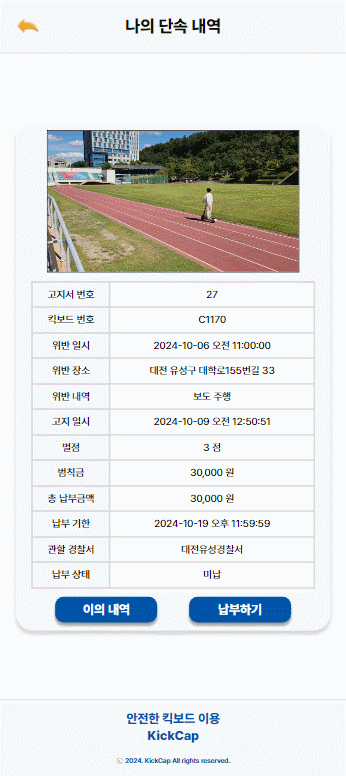 나의 단속 내역
고지서 번호 27
킥보드 번호 C1170
위반 일시 2024-10-06 오전 11:00:00
위반 장소 대전 유성구 대학로155번길 33
위반 내역 보도 주행
고지 일시 2024-10-09 오전 12:50:51
벌점 3 점
범칙금 30,000 원
총 납부금액 30,000 원
납부 기한 2024-10-19 오후 11:59:59
관할 경찰서 대전유성경찰서
납부 상태 미납
이의 내역 납부하기
안전한 킥보드 이용
KickCap
ⓒ 2024. KickCap All rights reserved.